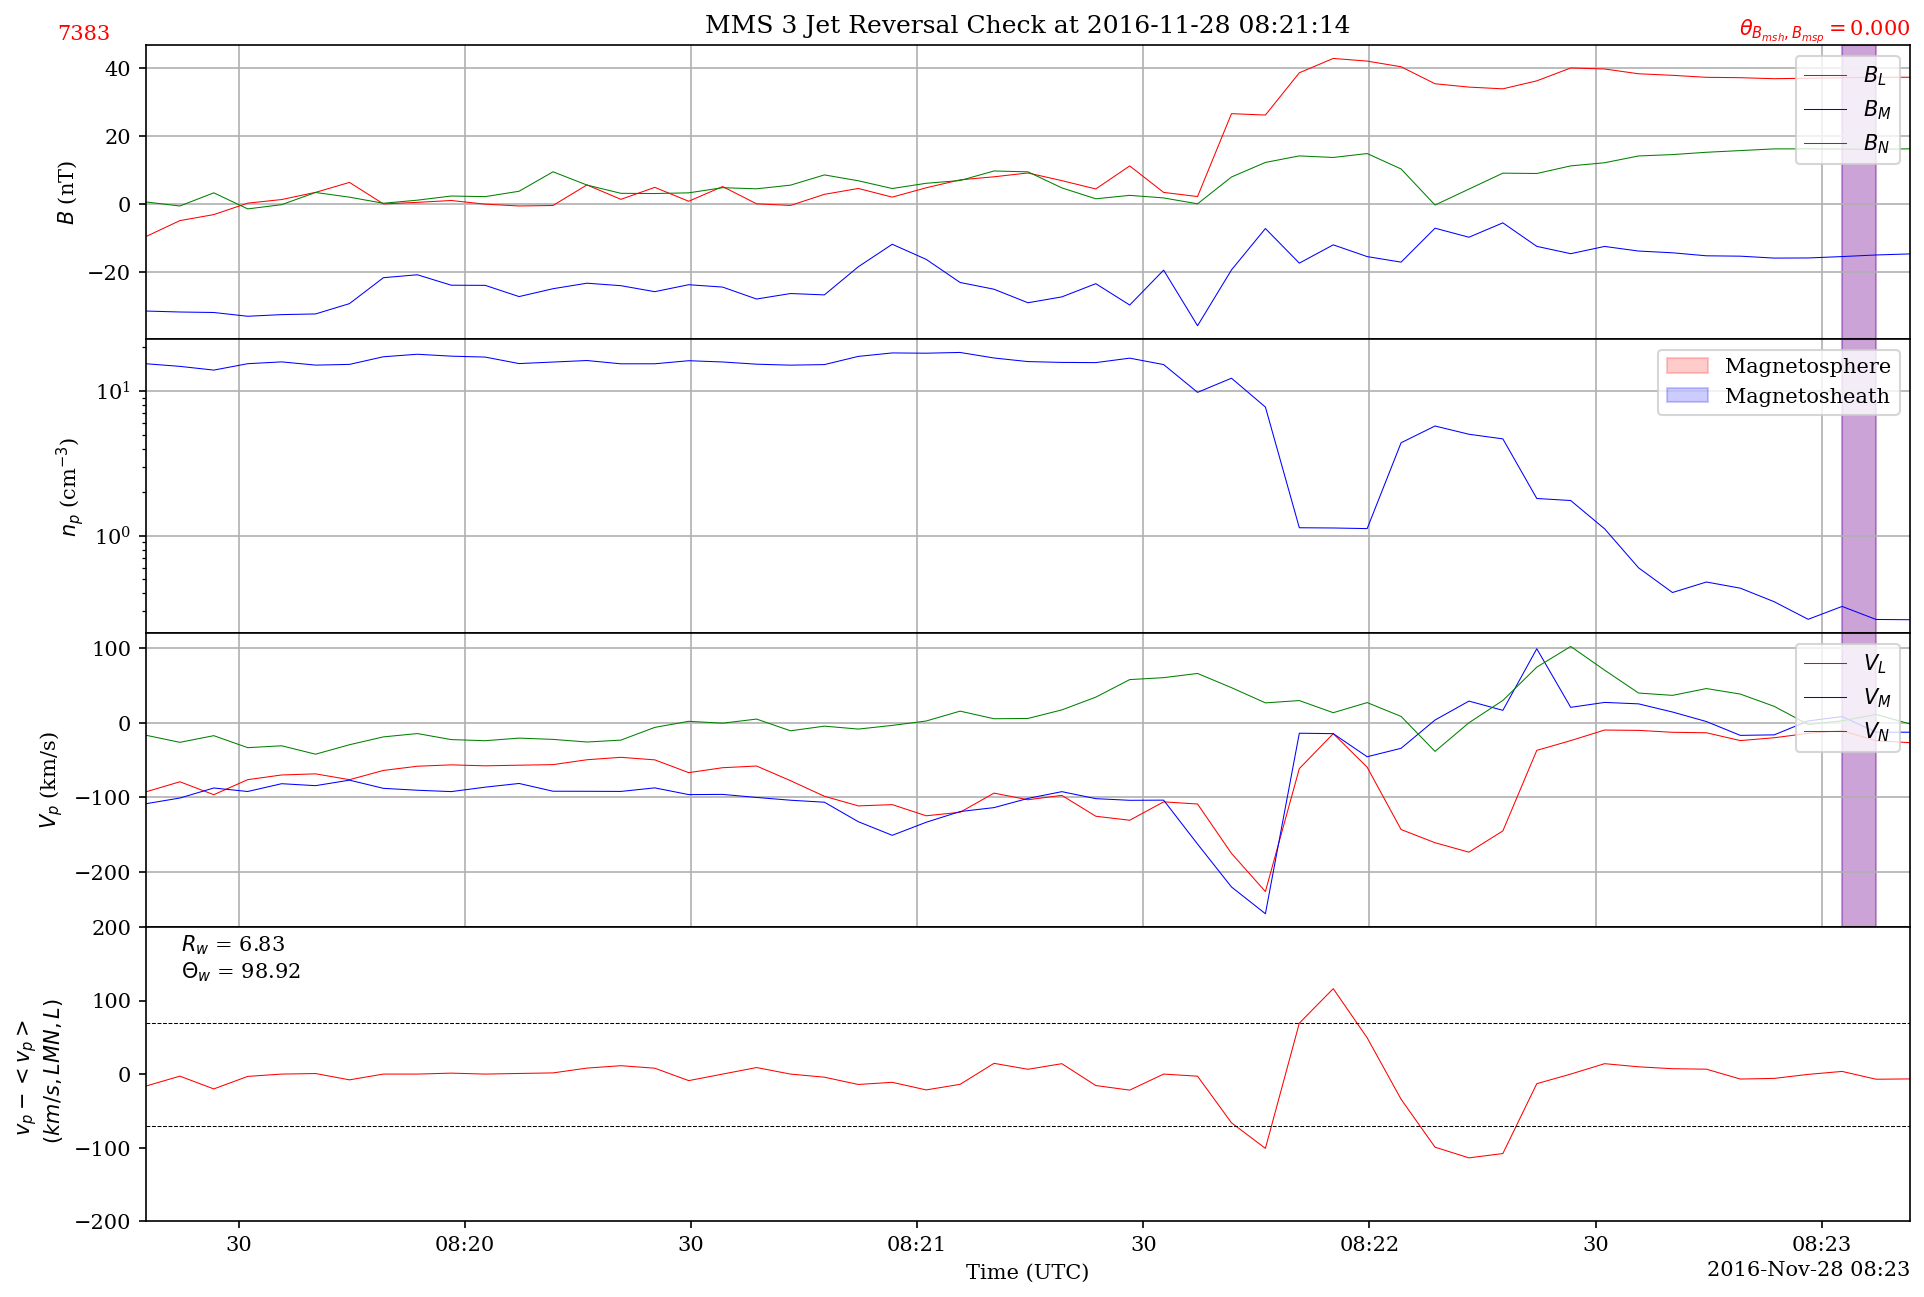 MMS 3 Jet Reversal Check at 2016-11-28 08:21:14
7383
θ_{B_{msh}, B_{msp}} = 0.000
40
20
0
−20
B (nT)
B_L
B_M
B_N
10^1
10^0
n_p (cm^{−3})
Magnetosphere
Magnetosheath
100
0
−100
−200
V_p (km/s)
V_L
V_M
V_N
200
100
0
−100
−200
v_p − < v_p >
(km/s, LMN, L)
R_w = 6.83
Θ_w = 98.92
30 08:20 30 08:21 30 08:22 30 08:23
Time (UTC)
2016-Nov-28 08:23